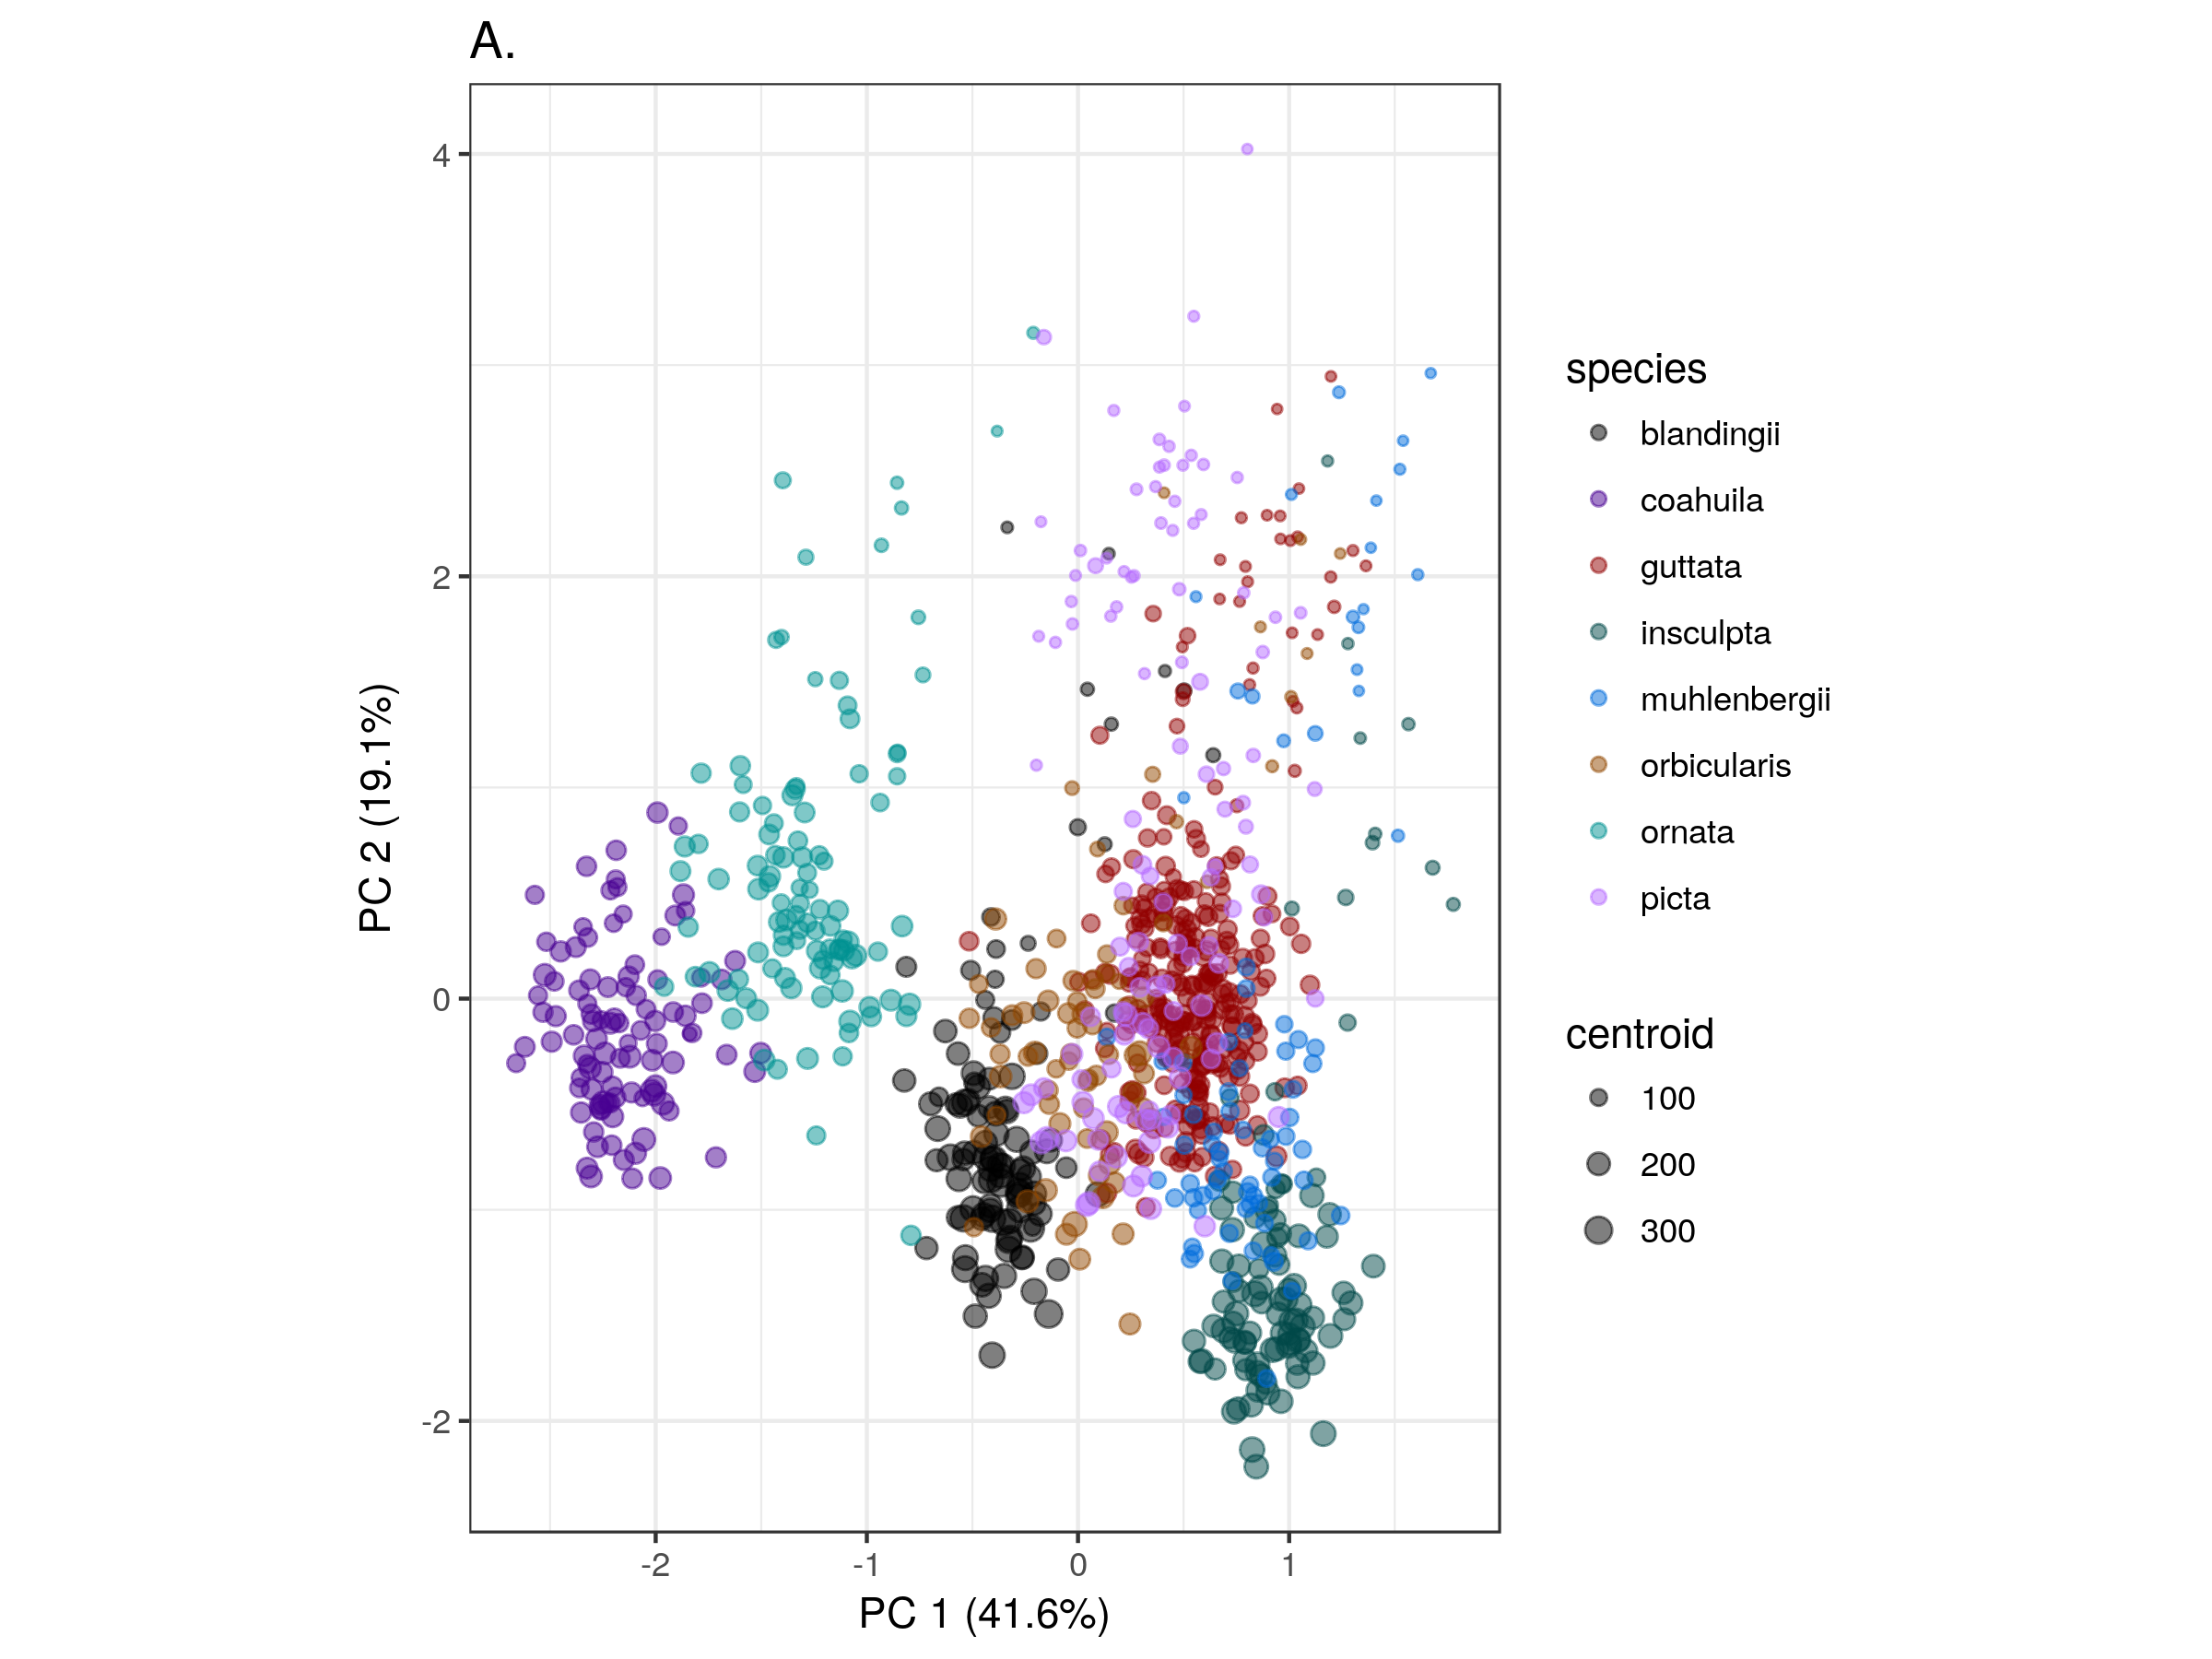 A.
4
2
0
-2
PC 2 (19.1%)
-2
-1
0
1
PC 1 (41.6%)
species
blandingii
coahuila
guttata
insculpta
muhlenbergii
orbicularis
ornata
picta
centroid
100
200
300